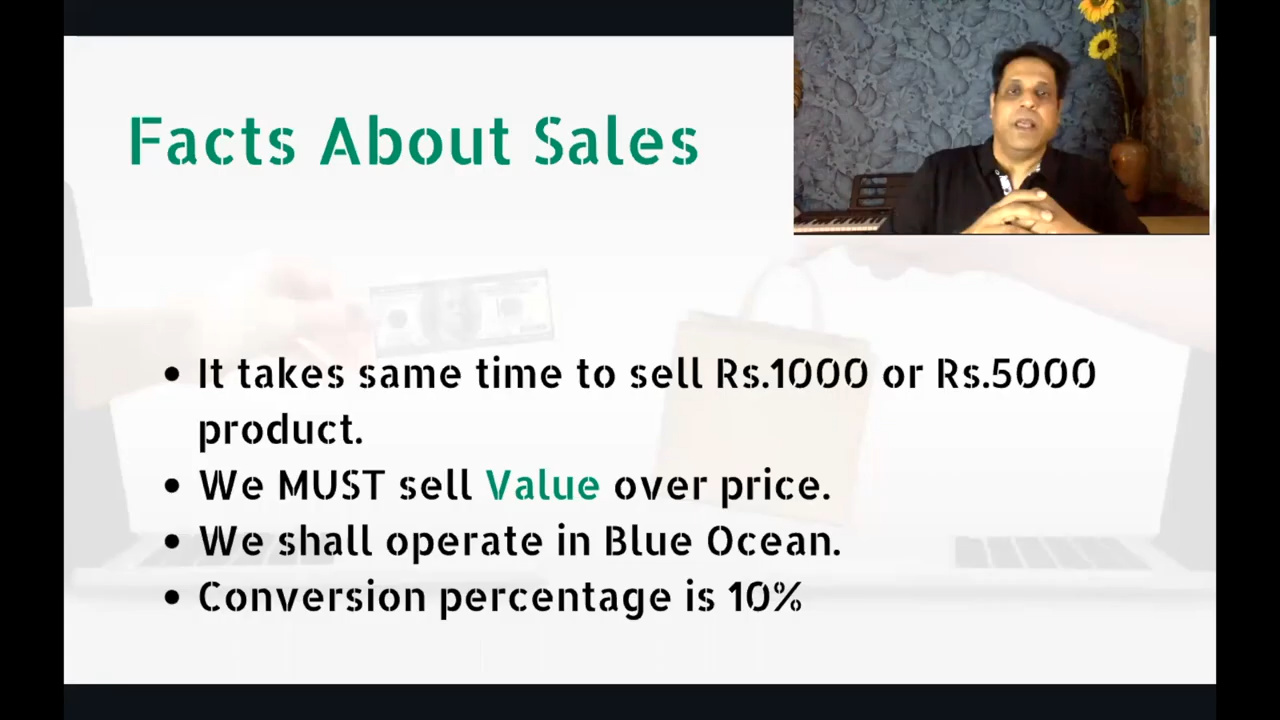 Facts About Sales
• It takes same time to sell Rs.1000 or Rs.5000
product.
• We MUST sell Value over price.
• We shall operate in Blue Ocean.
• Conversion percentage is 10%